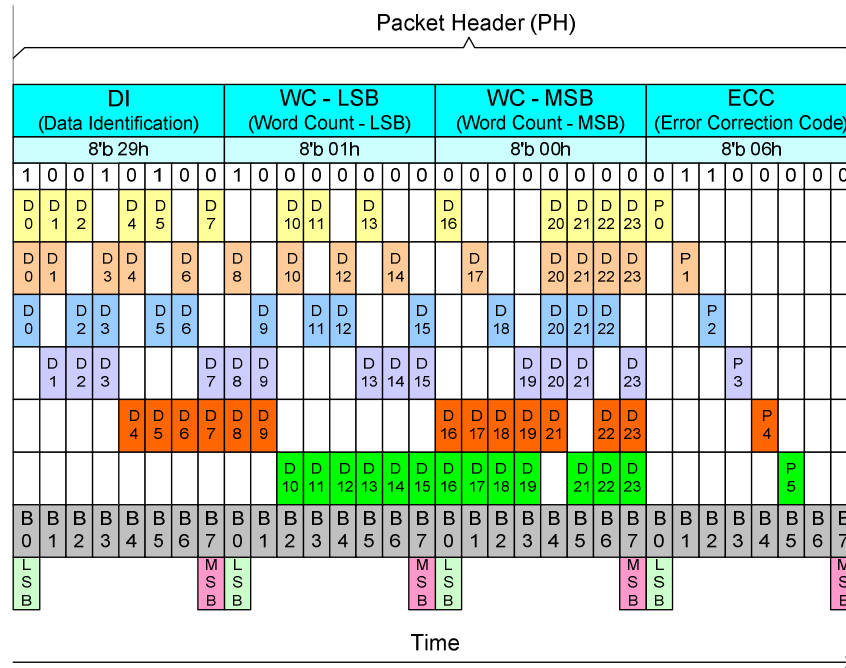 Packet Header (PH)
DI WC - LSB WC - MSB ECC
(Data Identification) (Word Count - LSB) (Word Count - MSB) (Error Correction Code)
8'b 29h 8'b 01h 8'b 00h 8'b 06h
1 0 0 1 0 1 0 0 1 0 0 0 0 0 0 0 0 0 0 0 0 0 0 0 0 1 1 0 0 0 0 0
D0 D1 D2 D4 D5 D7 D10 D11 D13 D16 D20 D21 D22 D23 P0
D0 D1 D3 D4 D6 D8 D10 D12 D14 D17 D20 D21 D22 D23 P1
D0 D2 D3 D5 D6 D9 D11 D12 D15 D18 D20 D21 D22 P2
D1 D2 D3 D7 D8 D9 D13 D14 D15 D19 D20 D21 D23 P3
D4 D5 D6 D7 D8 D9 D16 D17 D18 D19 D21 D22 D23 P4
D10 D11 D12 D13 D14 D15 D16 D17 D18 D19 D21 D22 D23 P5
B0 B1 B2 B3 B4 B5 B6 B7 B0 B1 B2 B3 B4 B5 B6 B7 B0 B1 B2 B3 B4 B5 B6 B7 B0 B1 B2 B3 B4 B5 B6 B7
LSB MSB LSB MSB LSB MSB LSB MSB
Time